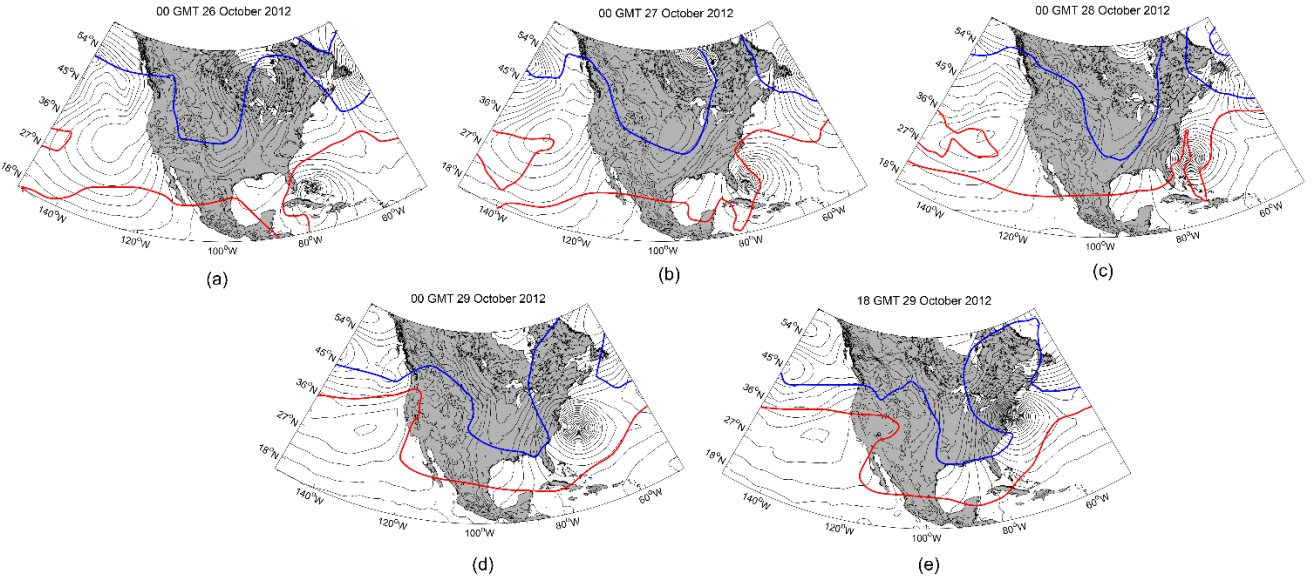 00 GMT 26 October 2012
54°N
45°N
36°N
27°N
18°N
140°W
120°W
100°W
80°W
60°W
(a)
00 GMT 27 October 2012
54°N
45°N
36°N
27°N
18°N
140°W
120°W
100°W
80°W
60°W
(b)
00 GMT 28 October 2012
54°N
45°N
36°N
27°N
18°N
140°W
120°W
100°W
80°W
60°W
(c)
00 GMT 29 October 2012
54°N
45°N
36°N
27°N
18°N
140°W
120°W
100°W
80°W
60°W
(d)
18 GMT 29 October 2012
54°N
45°N
36°N
27°N
18°N
140°W
120°W
100°W
80°W
60°W
(e)